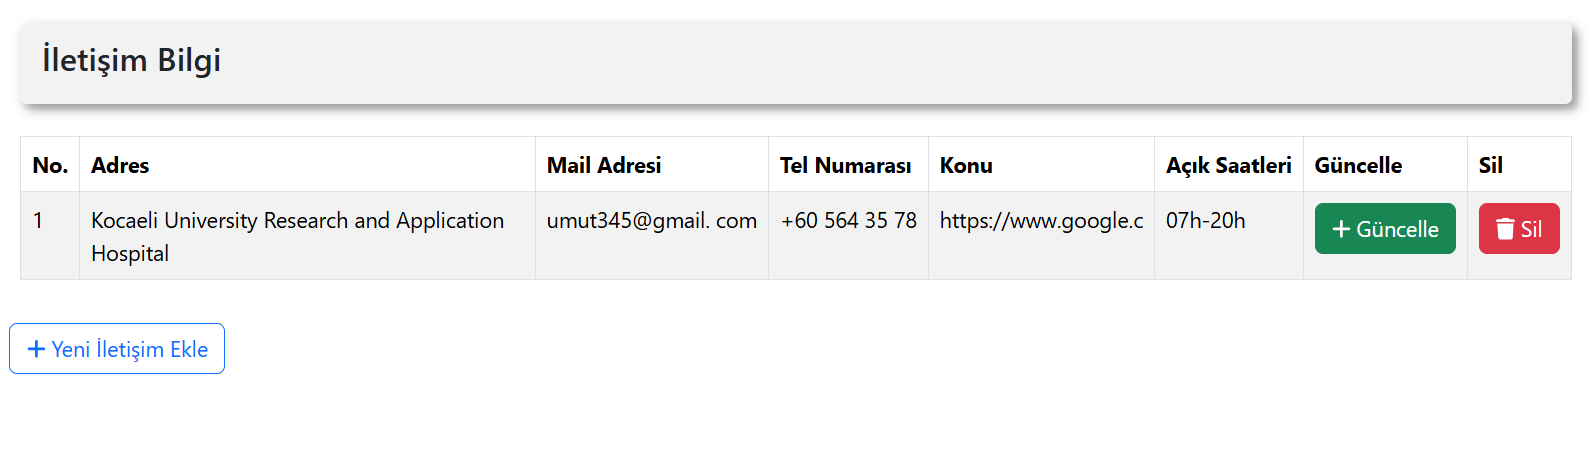 İletişim Bilgi
No. Adres Mail Adresi Tel Numarası Konu Açık Saatleri Güncelle Sil
1 Kocaeli University Research and Application umut345@gmail. com +60 564 35 78 https://www.google.c 07h-20h + Güncelle Sil
Hospital
+ Yeni İletişim Ekle